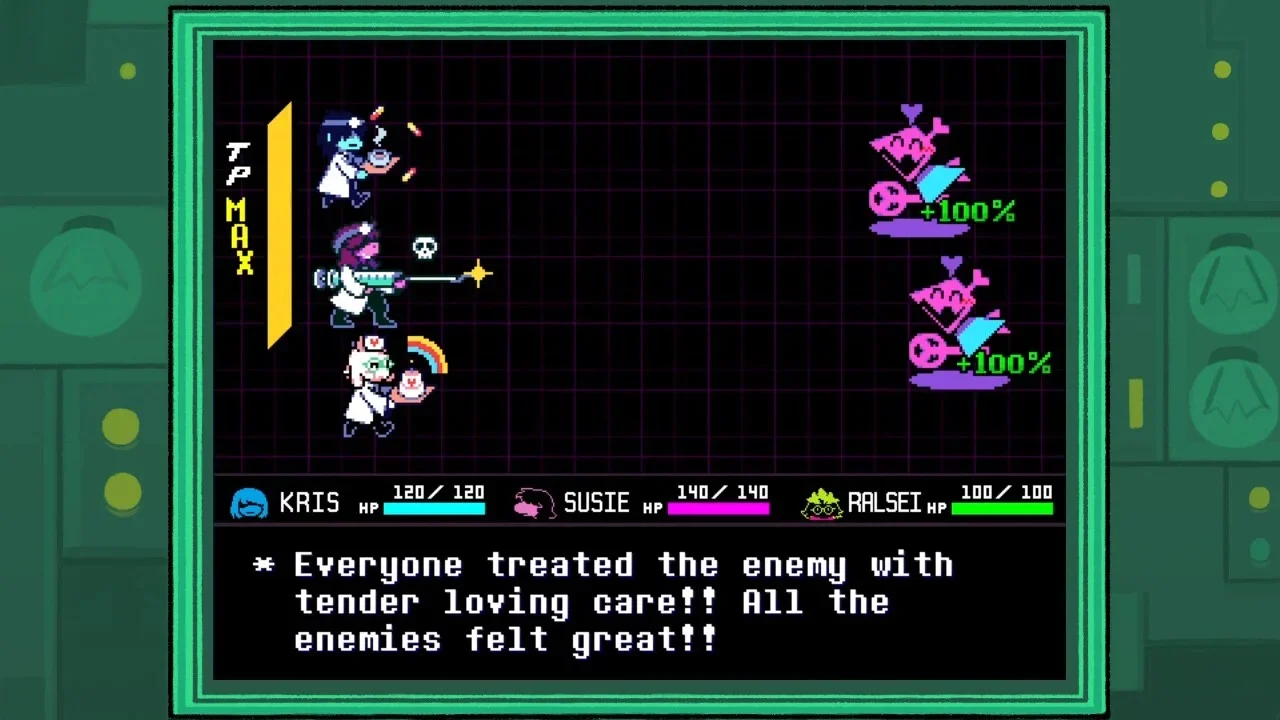 TP
MAX
+100%
+100%
KRIS HP 120/ 120
SUSIE HP 140/ 140
RALSEI HP 100/ 100
* Everyone treated the enemy with
tender loving care!! All the
enemies felt great!!